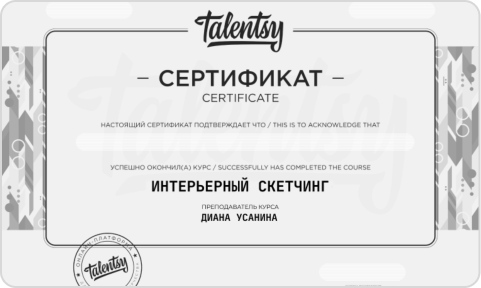 Talentsy
– СЕРТИФИКАТ –
CERTIFICATE
НАСТОЯЩИЙ СЕРТИФИКАТ ПОДТВЕРЖДАЕТ ЧТО / THIS IS TO ACKNOWLEDGE THAT
УСПЕШНО ОКОНЧИЛ(А) КУРС / SUCCESSFULLY HAS COMPLETED THE COURSE
ИНТЕРЬЕРНЫЙ СКЕТЧИНГ
ПРЕПОДАВАТЕЛЬ КУРСА
ДИАНА УСАНИНА
ОНЛАЙН-ПЛАТФОРМА
Talentsy